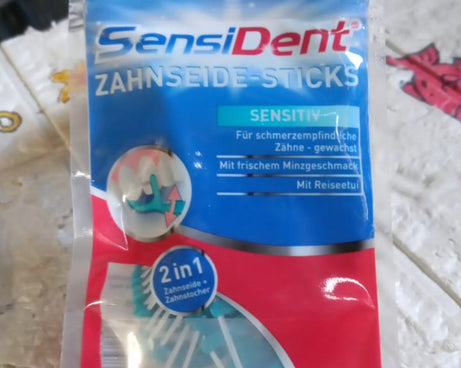 SensiDent®
ZAHNSEIDE-STICKS
SENSITIV
Für schmerzempfindliche
Zähne - gewachst
Mit frischem Minzgeschmack
Mit Reiseetui
2 in 1
Zahnseide +
Zahnstocher